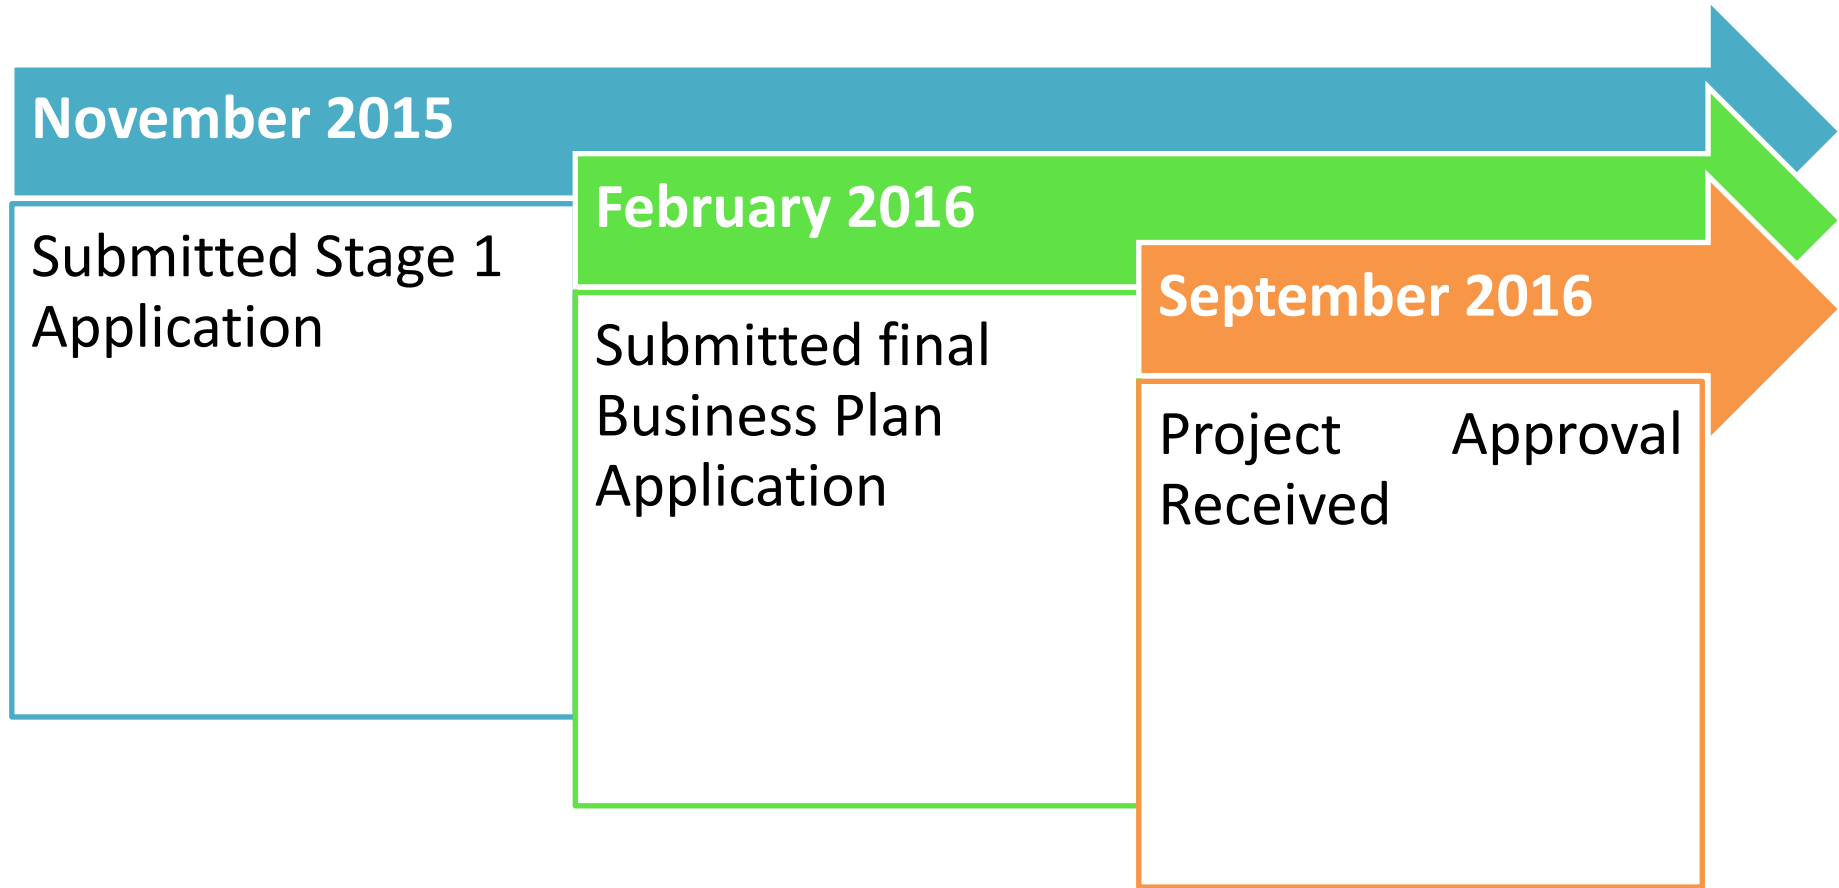 November 2015
Submitted Stage 1
Application
February 2016
Submitted final
Business Plan
Application
September 2016
Project Approval
Received